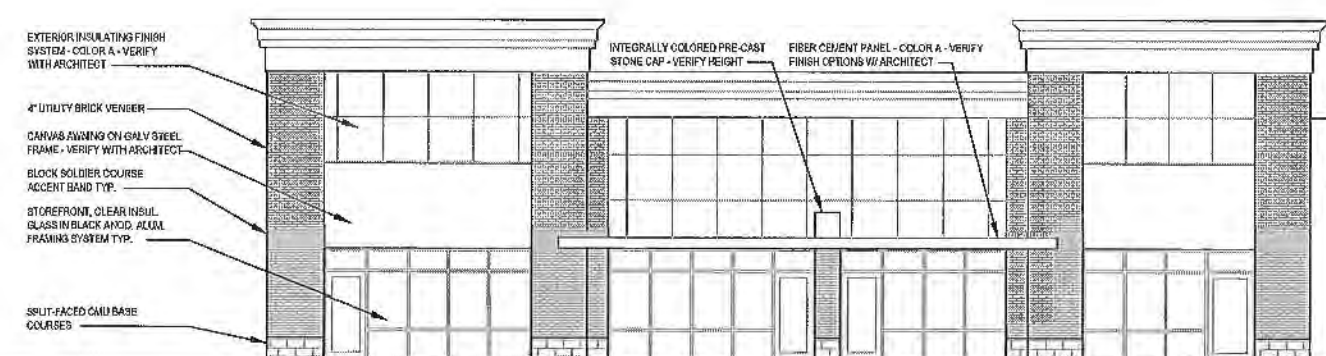 EXTERIOR INSULATING FINISH
SYSTEM - COLOR A - VERIFY
WITH ARCHITECT
4" UTILITY BRICK VENEER
CANVAS AWNING ON GALV STEEL
FRAME - VERIFY WITH ARCHITECT
BLOCK SOLDIER COURSE
ACCENT BAND TYP.
STOREFRONT, CLEAR INSUL.
GLASS IN BLACK ANOD. ALUM.
FRAMING SYSTEM TYP.
SPLIT-FACED CMU BASE
COURSES
INTEGRALLY COLORED PRE-CAST
STONE CAP - VERIFY HEIGHT
FIBER CEMENT PANEL - COLOR A - VERIFY
FINISH OPTIONS W/ ARCHITECT